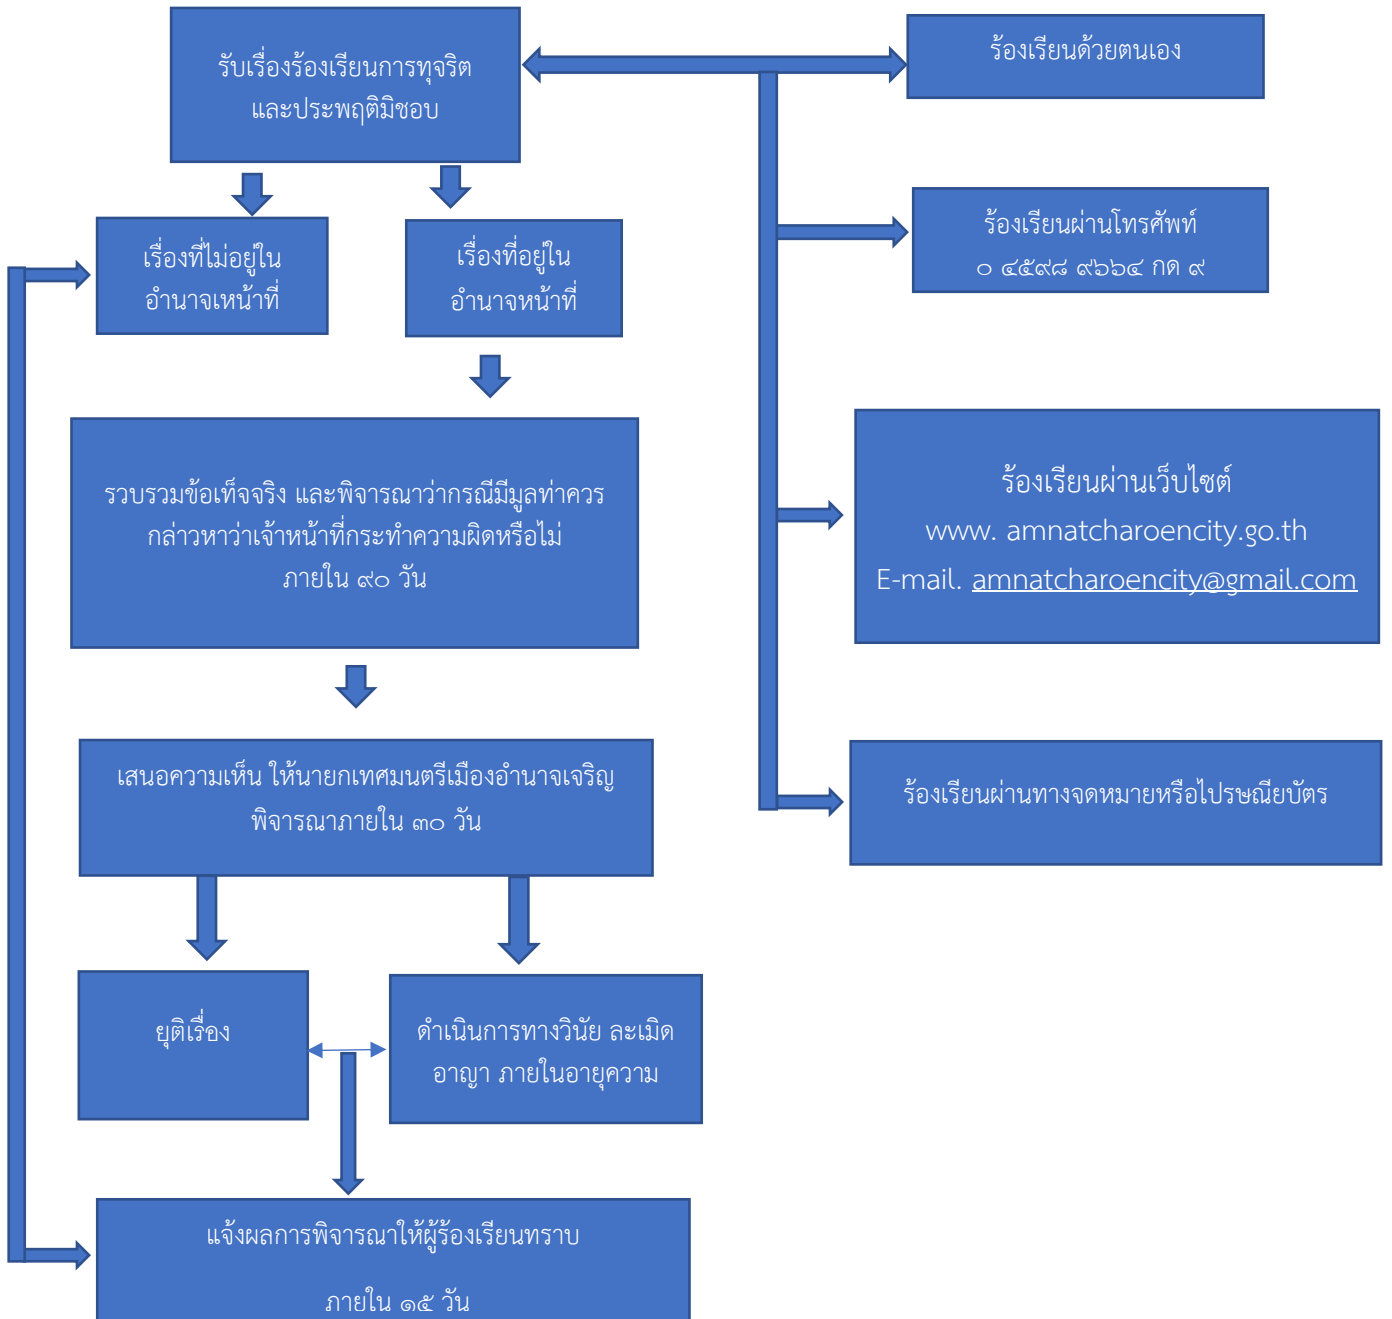 รับเรื่องร้องเรียนการทุจริต
และประพฤติมิชอบ
ร้องเรียนด้วยตนเอง
ร้องเรียนผ่านโทรศัพท์
๐ ๔๕๙๘ ๙๖๖๔ กด ๙
เรื่องที่ไม่อยู่ใน
อำนาจเหน้าที่
เรื่องที่อยู่ใน
อำนาจหน้าที่
ร้องเรียนผ่านเว็บไซต์
www. amnatcharoencity.go.th
E-mail. amnatcharoencity@gmail.com
รวบรวมข้อเท็จจริง และพิจารณาว่ากรณีมีมูลท่าควร
กล่าวหาว่าเจ้าหน้าที่กระทำความผิดหรือไม่
ภายใน ๙๐ วัน
เสนอความเห็น ให้นายกเทศมนตรีเมืองอำนาจเจริญ
พิจารณาภายใน ๓๐ วัน
ร้องเรียนผ่านทางจดหมายหรือไปรษณียบัตร
ยุติเรื่อง
ดำเนินการทางวินัย ละเมิด
อาญา ภายในอายุความ
แจ้งผลการพิจารณาให้ผู้ร้องเรียนทราบ
ภายใน ๑๕ วัน